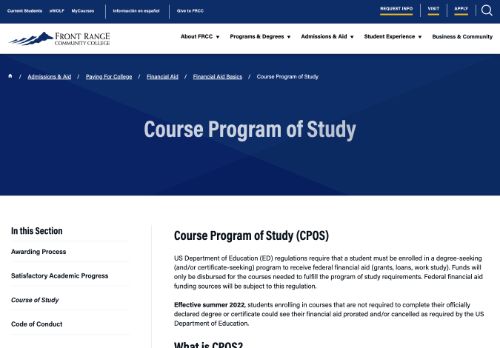 Current Students eWOLF MyCourses Información en español Give to FRCC REQUEST INFO VISIT APPLY
FRONT RANGE
COMMUNITY COLLEGE
About FRCC Programs & Degrees Admissions & Aid Student Experience Business & Community
/ Admissions & Aid / Paying For College / Financial Aid / Financial Aid Basics / Course Program of Study
Course Program of Study
In this Section
Awarding Process
Satisfactory Academic Progress
Course of Study
Code of Conduct
Course Program of Study (CPOS)
US Department of Education (ED) regulations require that a student must be enrolled in a degree-seeking
(and/or certificate-seeking) program to receive federal financial aid (grants, loans, work study). Funds will
only be disbursed for the courses needed to fulfill the program of study requirements. Federal financial aid
funding sources will be subject to this regulation.
Effective summer 2022, students enrolling in courses that are not required to complete their officially
declared degree or certificate could see their financial aid prorated and/or cancelled as required by the US
Department of Education.
What is CPOS?